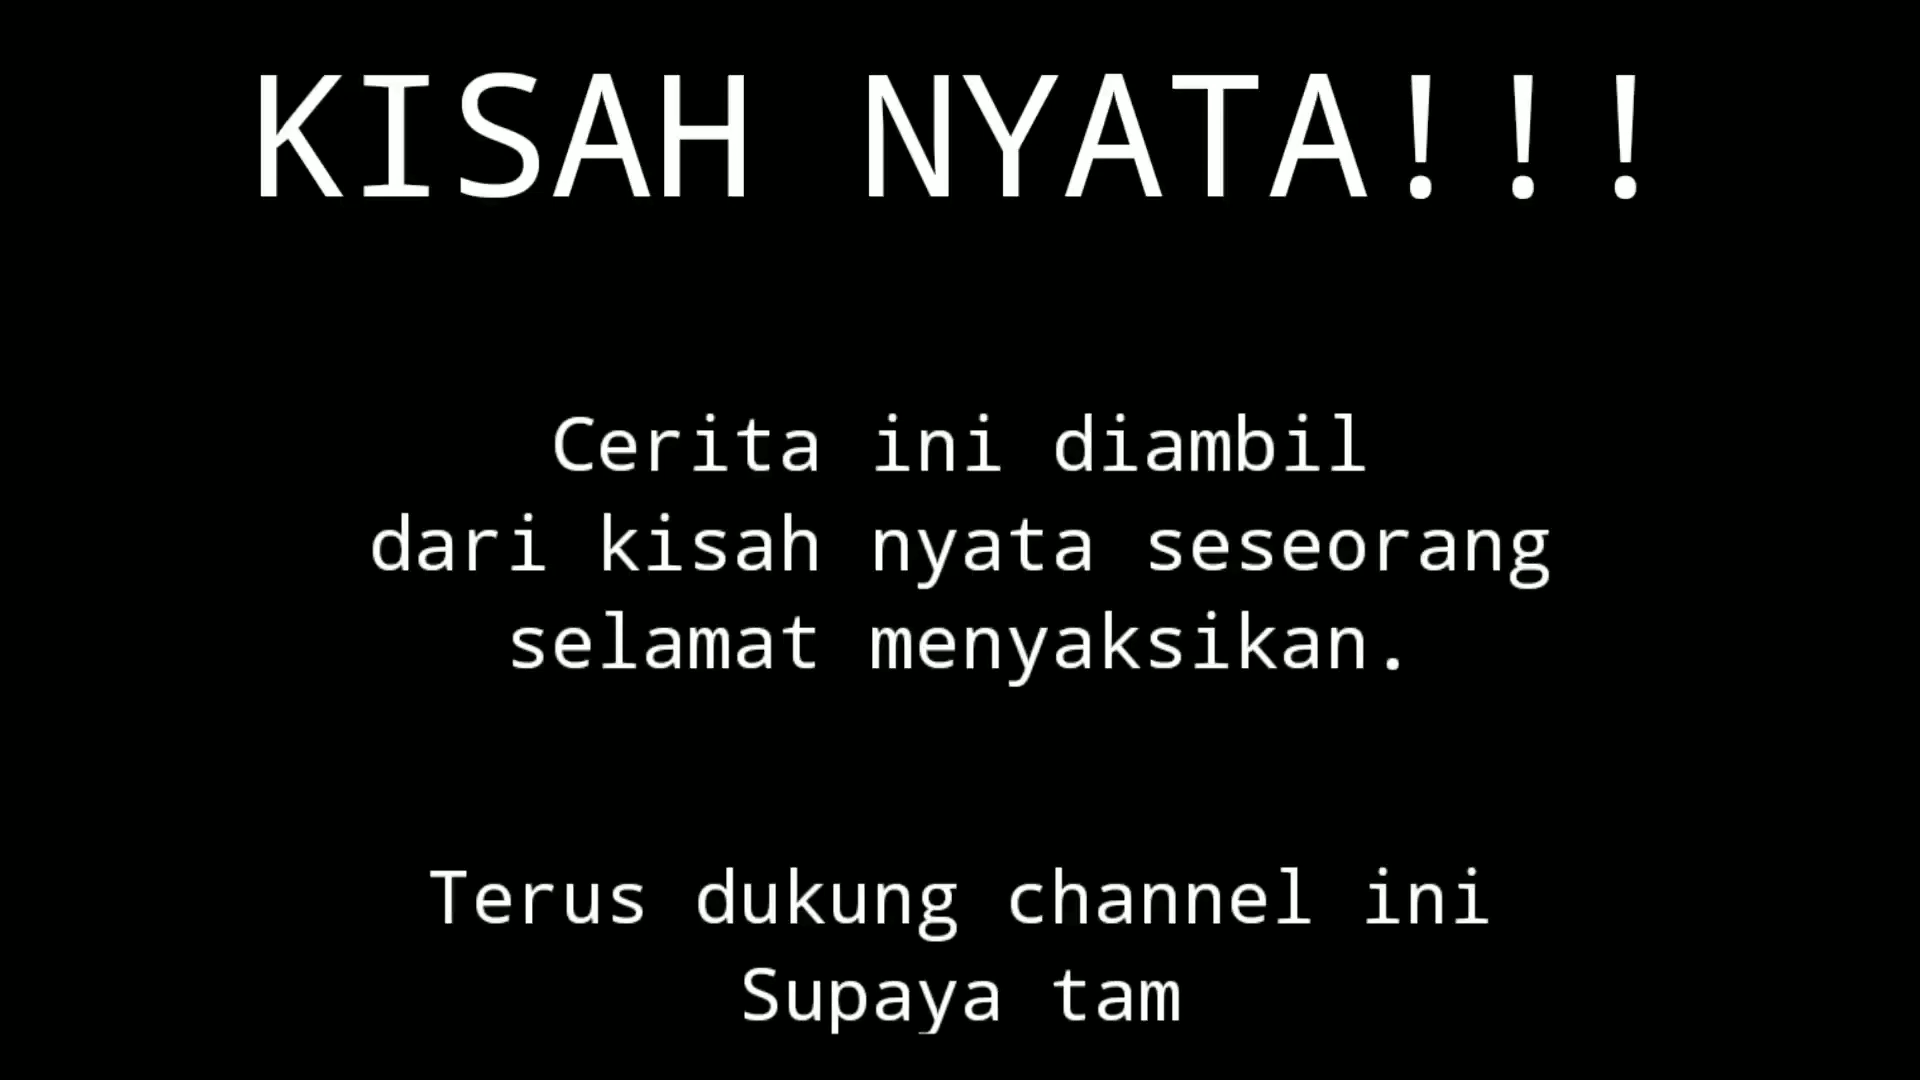 KISAH NYATA!!!
Cerita ini diambil
dari kisah nyata seseorang
selamat menyaksikan.
Terus dukung channel ini
Supaya tam